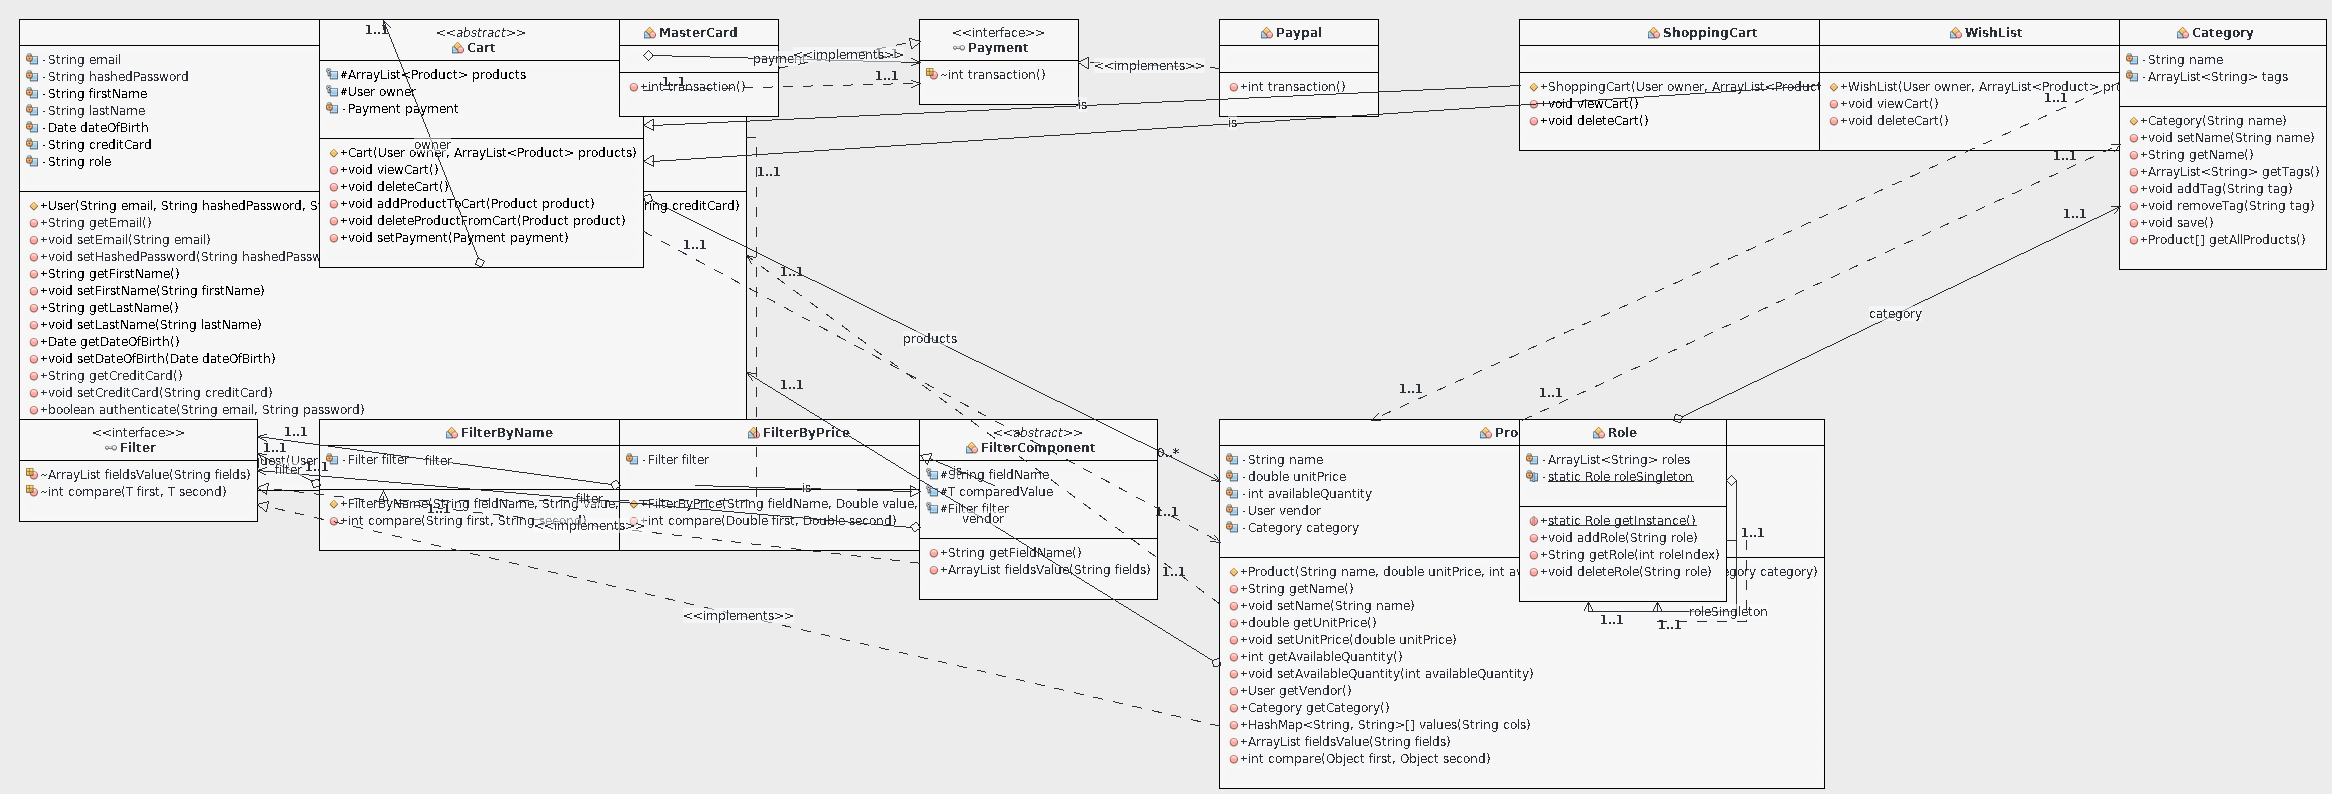 - String email
- String hashedPassword
- String firstName
- String lastName
- Date dateOfBirth
- String creditCard
- String role
+User(String email, String hashedPassword, S
ring creditCard)
+String getEmail()
+void setEmail(String email)
+void setHashedPassword(String hashedPassw
+String getFirstName()
+void setFirstName(String firstName)
+String getLastName()
+void setLastName(String lastName)
+Date getDateOfBirth()
+void setDateOfBirth(Date dateOfBirth)
+String getCreditCard()
+void setCreditCard(String creditCard)
+boolean authenticate(String email, String password)
<<abstract>>
Cart
#ArrayList<Product> products
#User owner
- Payment payment
+Cart(User owner, ArrayList<Product> products)
+void viewCart()
+void deleteCart()
+void addProductToCart(Product product)
+void deleteProductFromCart(Product product)
+void setPayment(Payment payment)
1..1
owner
MasterCard
+int transaction()
1..1
payment
<<implements>>
1..1
1..1
<<interface>>
Payment
~int transaction()
<<implements>>
Paypal
+int transaction()
is
is
ShoppingCart
+ShoppingCart(User owner, ArrayList<Product
+void viewCart()
+void deleteCart()
WishList
+WishList(User owner, ArrayList<Product> pro
+void viewCart()
+void deleteCart()
Category
- String name
- ArrayList<String> tags
+Category(String name)
+void setName(String name)
+String getName()
+ArrayList<String> getTags()
+void addTag(String tag)
+void removeTag(String tag)
+void save()
+Product[] getAllProducts()
1..1
1..1
1..1
category
1..1
1..1
1..1
1..1
1..1
1..1
products
0..*
1..1
1..1
<<interface>>
Filter
~ArrayList fieldsValue(String fields)
~int compare(T first, T second)
1..1
1..1
uest(User
filter
1..1
FilterByName
- Filter filter
filter
+FilterByName(String fieldName, String value,
+int compare(String first, String second)
1..1
filter
<<implements>>
FilterByPrice
- Filter filter
is
+FilterByPrice(String fieldName, Double value,
+int compare(Double first, Double second)
<<abstract>>
FilterComponent
is
#String fieldName
#T comparedValue
#Filter filter
vendor
+String getFieldName()
+ArrayList fieldsValue(String fields)
<<implements>>
Pro
- String name
- double unitPrice
- int availableQuantity
- User vendor
- Category category
+Product(String name, double unitPrice, int av
egory category)
+String getName()
+void setName(String name)
+double getUnitPrice()
+void setUnitPrice(double unitPrice)
+int getAvailableQuantity()
+void setAvailableQuantity(int availableQuantity)
+User getVendor()
+Category getCategory()
+HashMap<String, String>[] values(String cols)
+ArrayList fieldsValue(String fields)
+int compare(Object first, Object second)
Role
- ArrayList<String> roles
- static Role roleSingleton
+static Role getInstance()
+void addRole(String role)
+String getRole(int roleIndex)
+void deleteRole(String role)
1..1
roleSingleton
1..1
1..1